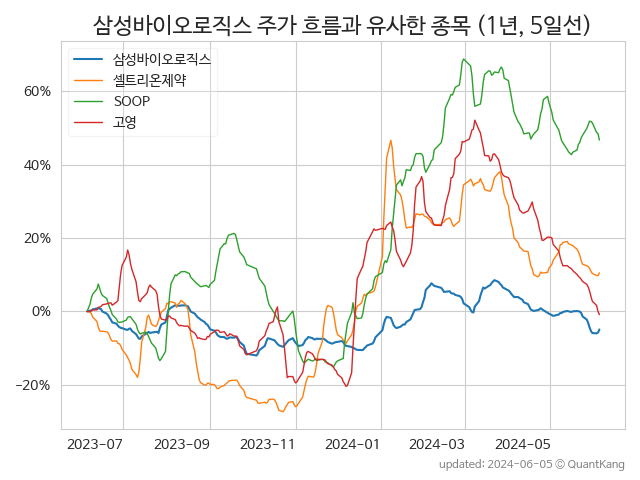 삼성바이오로직스 주가 흐름과 유사한 종목 (1년, 5일선)
삼성바이오로직스
셀트리온제약
SOOP
고영
60%
40%
20%
0%
−20%
2023-07 2023-09 2023-11 2024-01 2024-03 2024-05
updated: 2024-06-05 © QuantKang